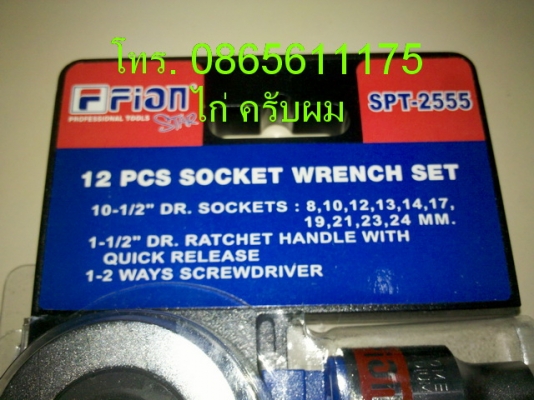 โทร. 0865611175
ไก่ ครับผม
Fion
PROFESSIONAL TOOLS
Star
SPT-2555
12 PCS SOCKET WRENCH SET
10-1/2" DR. SOCKETS : 8,10,12,13,14,17,
19,21,23,24 MM.
1-1/2" DR. RATCHET HANDLE WITH
QUICK RELEASE
1-2 WAYS SCREWDRIVER